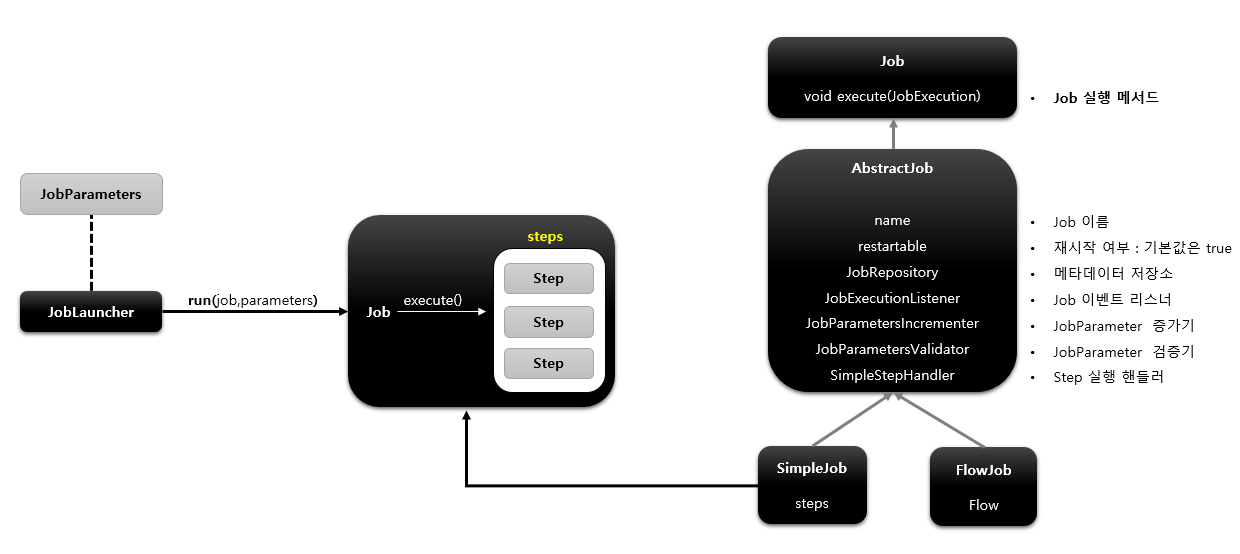 JobParameters
JobLauncher
run(job,parameters)
steps
Job
execute()
Step
Step
Step
Job
void execute(JobExecution)
• Job 실행 메서드
AbstractJob
name
• Job 이름
restartable
• 재시작 여부 : 기본값은 true
JobRepository
• 메타데이터 저장소
JobExecutionListener
• Job 이벤트 리스너
JobParametersIncrementer
• JobParameter 증가기
JobParametersValidator
• JobParameter 검증기
SimpleStepHandler
• Step 실행 핸들러
SimpleJob
steps
FlowJob
Flow